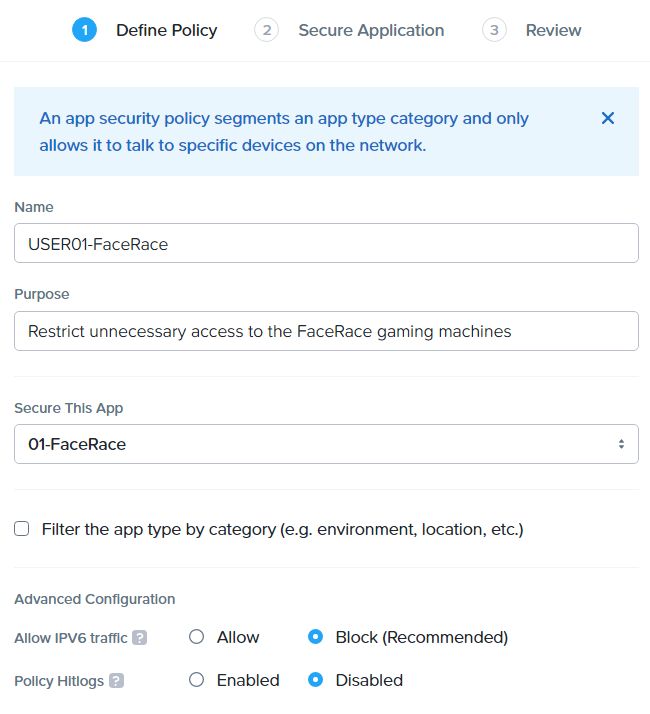 1 Define Policy 2 Secure Application 3 Review
An app security policy segments an app type category and only
allows it to talk to specific devices on the network.
Name
USER01-FaceRace
Purpose
Restrict unnecessary access to the FaceRace gaming machines
Secure This App
01-FaceRace
Filter the app type by category (e.g. environment, location, etc.)
Advanced Configuration
Allow IPV6 traffic ? Allow Block (Recommended)
Policy Hitlogs ? Enabled Disabled